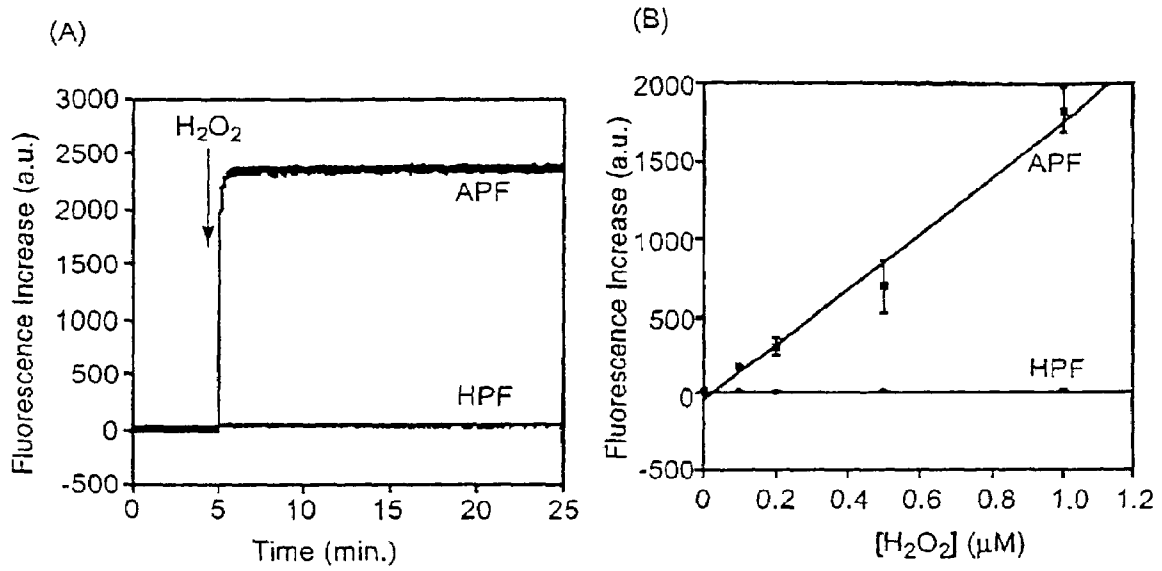 (A)
Fluorescence Increase (a.u.)
3000
2500
2000
1500
1000
500
0
-500
H₂O₂
APF
HPF
0 5 10 15 20 25
Time (min.)
(B)
Fluorescence Increase (a.u.)
2000
1500
1000
500
0
-500
APF
HPF
0 0.2 0.4 0.6 0.8 1.0 1.2
[H₂O₂] (μM)